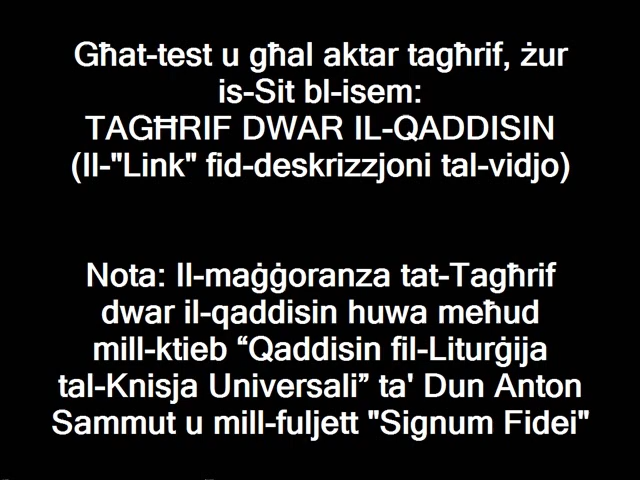 Għat-test u għal aktar tagħrif, żur
is-Sit bl-isem:
TAGĦRIF DWAR IL-QADDISIN
(Il-"Link" fid-deskrizzjoni tal-vidjo)
Nota: Il-maġġoranza tat-Tagħrif
dwar il-qaddisin huwa meħud
mill-ktieb “Qaddisin fil-Liturġija
tal-Knisja Universali” ta' Dun Anton
Sammut u mill-fuljett "Signum Fidei"